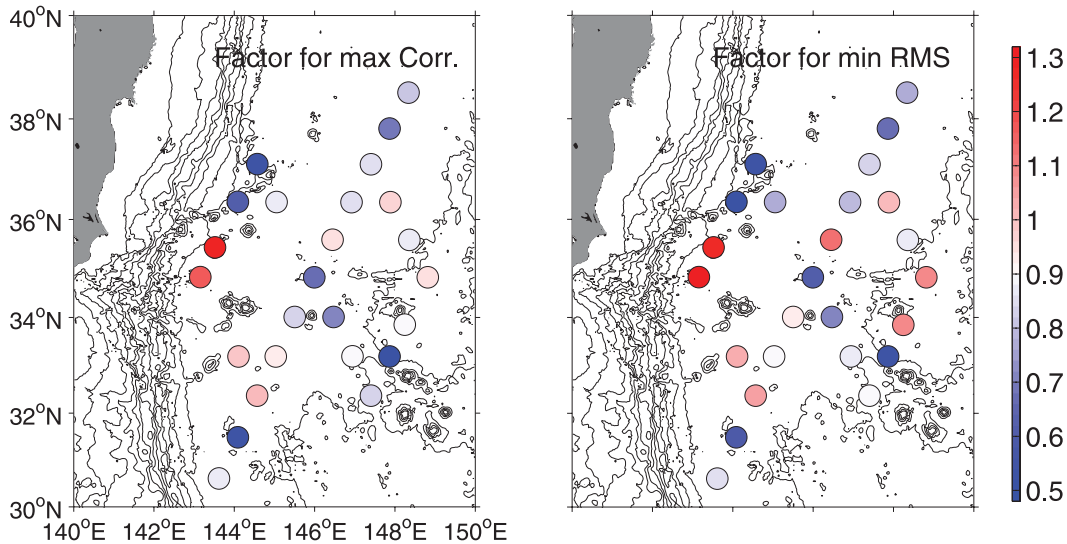 Factor for max Corr.
40°N
38°N
36°N
34°N
32°N
30°N
140°E 142°E 144°E 146°E 148°E 150°E
Factor for min RMS
1.3
1.2
1.1
1
0.9
0.8
0.7
0.6
0.5